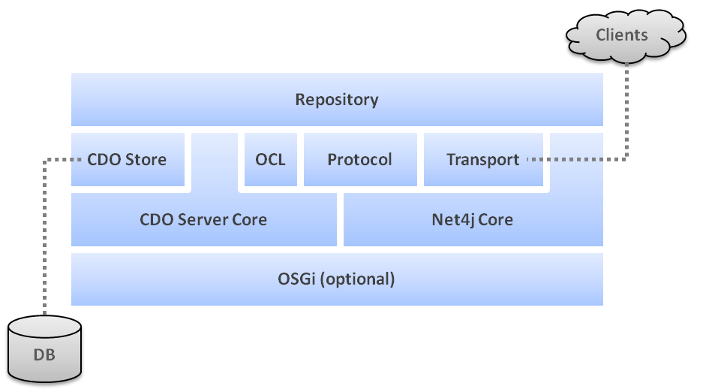 Clients
Repository
CDO Store
OCL
Protocol
Transport
CDO Server Core
Net4j Core
OSGi (optional)
DB